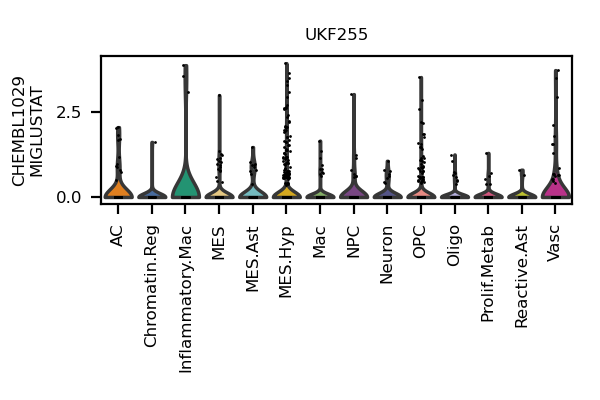 UKF255
CHEMBL1029
MIGLUSTAT
2.5
0.0
AC
Chromatin.Reg
Inflammatory.Mac
MES
MES.Ast
MES.Hyp
Mac
NPC
Neuron
OPC
Oligo
Prolif.Metab
Reactive.Ast
Vasc